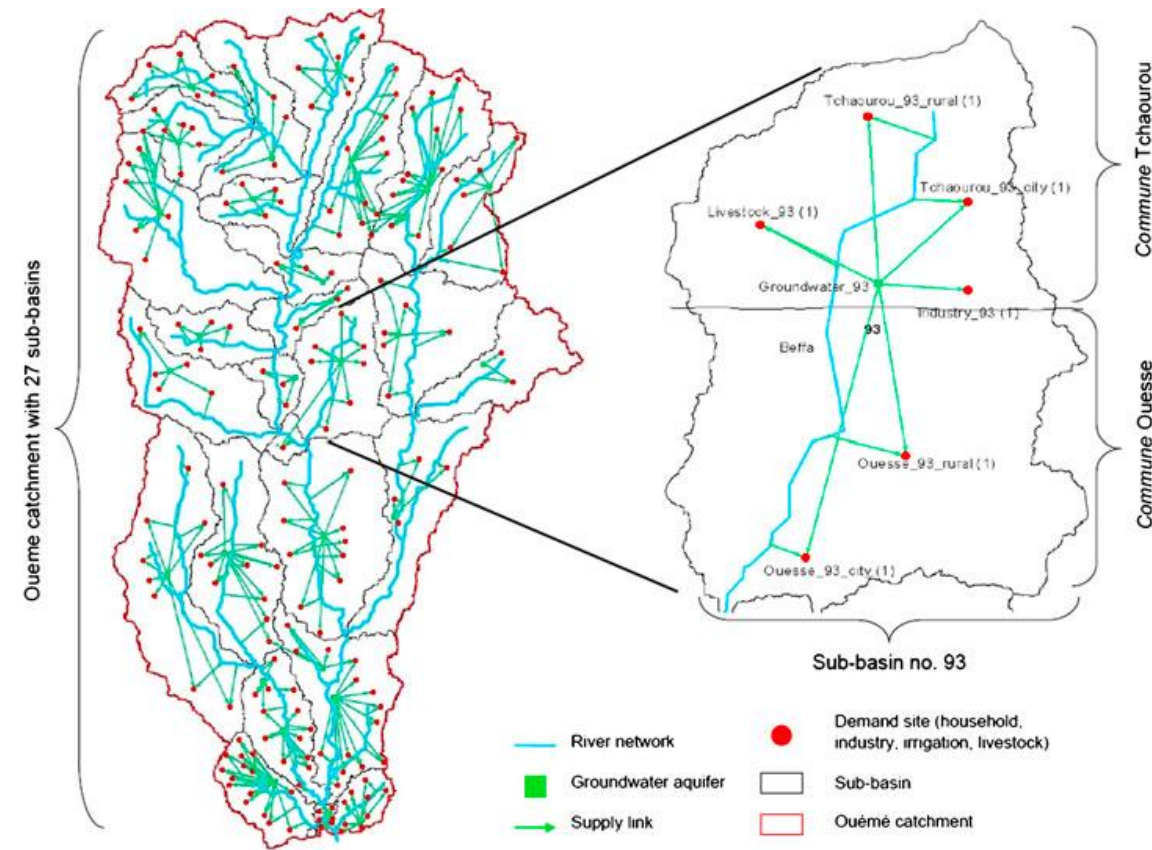 Oueme catchment with 27 sub-basins
Tchaourou_93_rural (1)
Tchaourou_93_city (1)
Livestock_93 (1)
Groundwater_93
Industry_93 (1)
93
Beffa
Ouesse_93_rural (1)
Ouesse_93_city (1)
Commune Tchaourou
Commune Ouesse
Sub-basin no. 93
River network
Groundwater aquifer
Supply link
Demand site (household,
industry, irrigation, livestock)
Sub-basin
Ouémé catchment